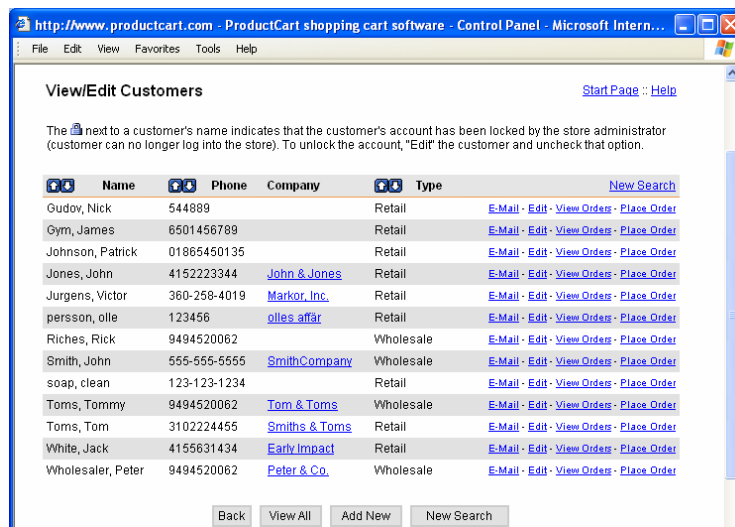 http://www.productcart.com - ProductCart shopping cart software - Control Panel - Microsoft Intern...
File Edit View Favorites Tools Help
View/Edit Customers Start Page :: Help
The next to a customer's name indicates that the customer's account has been locked by the store administrator
(customer can no longer log into the store). To unlock the account, "Edit" the customer and uncheck that option.
Name Phone Company Type New Search
Gudov, Nick 544889 Retail E-Mail - Edit - View Orders - Place Order
Gym, James 6501456789 Retail E-Mail - Edit - View Orders - Place Order
Johnson, Patrick 01865450135 Retail E-Mail - Edit - View Orders - Place Order
Jones, John 4152223344 John & Jones Retail E-Mail - Edit - View Orders - Place Order
Jurgens, Victor 360-258-4019 Markor, Inc. Retail E-Mail - Edit - View Orders - Place Order
persson, olle 123456 olles affär Retail E-Mail - Edit - View Orders - Place Order
Riches, Rick 9494520062 Wholesale E-Mail - Edit - View Orders - Place Order
Smith, John 555-555-5555 SmithCompany Wholesale E-Mail - Edit - View Orders - Place Order
soap, clean 123-123-1234 Retail E-Mail - Edit - View Orders - Place Order
Toms, Tommy 9494520062 Tom & Toms Wholesale E-Mail - Edit - View Orders - Place Order
Toms, Tom 3102224455 Smiths & Toms Retail E-Mail - Edit - View Orders - Place Order
White, Jack 4155631434 Early Impact Retail E-Mail - Edit - View Orders - Place Order
Wholesaler, Peter 9494520062 Peter & Co. Wholesale E-Mail - Edit - View Orders - Place Order
Back View All Add New New Search